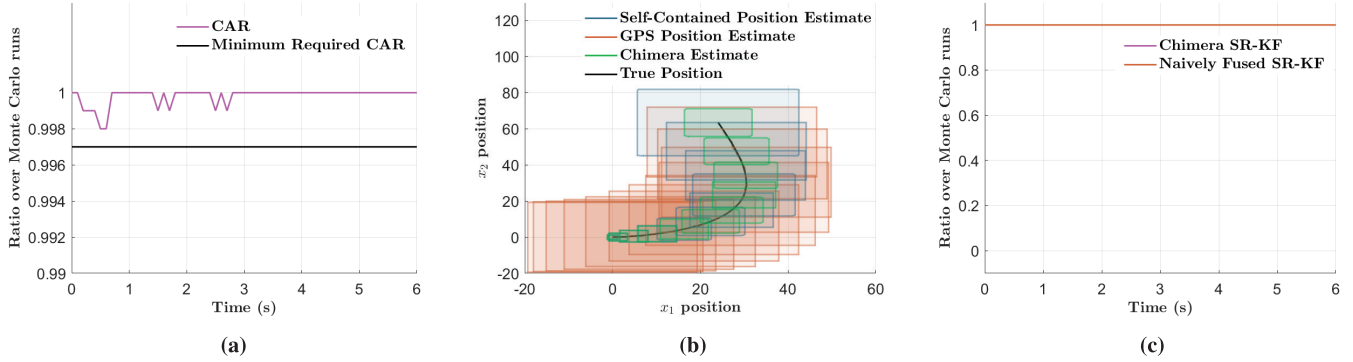 CAR
Minimum Required CAR
Ratio over Monte Carlo runs
1
0.998
0.996
0.994
0.992
0.99
0 1 2 3 4 5 6
Time (s)
(a)
Self-Contained Position Estimate
GPS Position Estimate
Chimera Estimate
True Position
x₂ position
120
100
80
60
40
20
0
-20
-20 0 20 40 60
x₁ position
(b)
Chimera SR-KF
Naively Fused SR-KF
Ratio over Monte Carlo runs
1
0.8
0.6
0.4
0.2
0
0 1 2 3 4 5 6
Time (s)
(c)